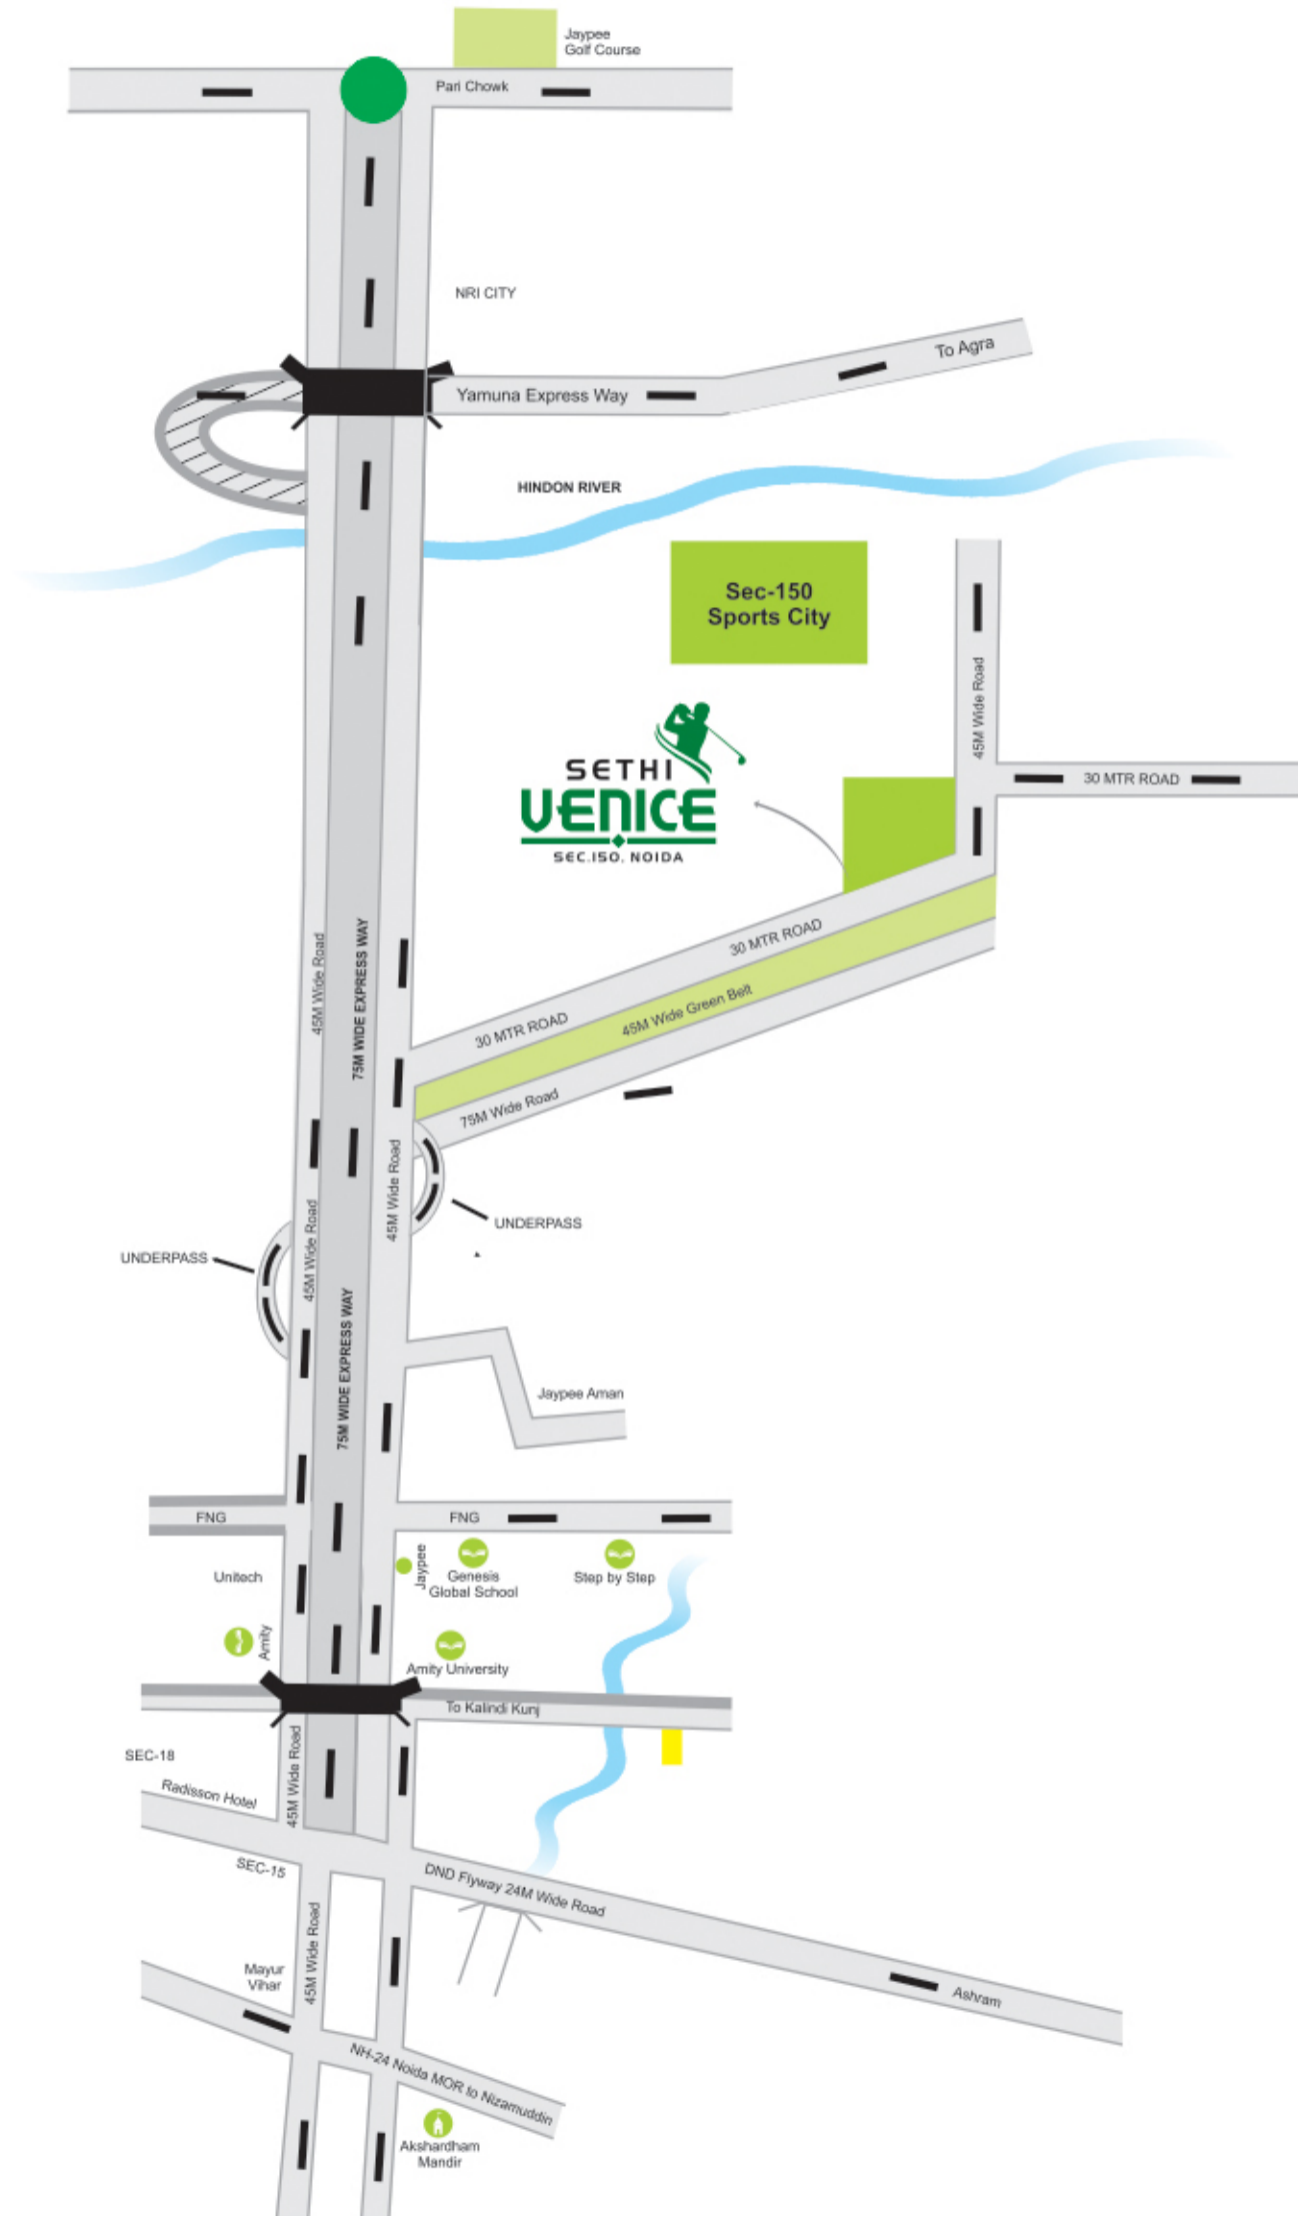 Jaypee
Golf Course
Pari Chowk
NRI CITY
To Agra
Yamuna Express Way
HINDON RIVER
Sec-150
Sports City
45M Wide Road
SETHI
VENICE
SEC.150. NOIDA
30 MTR ROAD
30 MTR ROAD
45M Wide Road
75M WIDE EXPRESS WAY
30 MTR ROAD
45M Wide Green Belt
75M Wide Road
45M Wide Road
45M Wide Road
UNDERPASS
UNDERPASS
75M WIDE EXPRESS WAY
Jaypee Aman
FNG
FNG
Unitech
Jaypee
Genesis
Global School
Step by Step
Amity
Amity University
To Kalindi Kunj
SEC-18
45M Wide Road
Radisson Hotel
SEC-15
DND Flyway 24M Wide Road
45M Wide Road
Mayur
Vihar
Ashram
NH-24 Noida MOR to Nizamuddin
Akshardham
Mandir